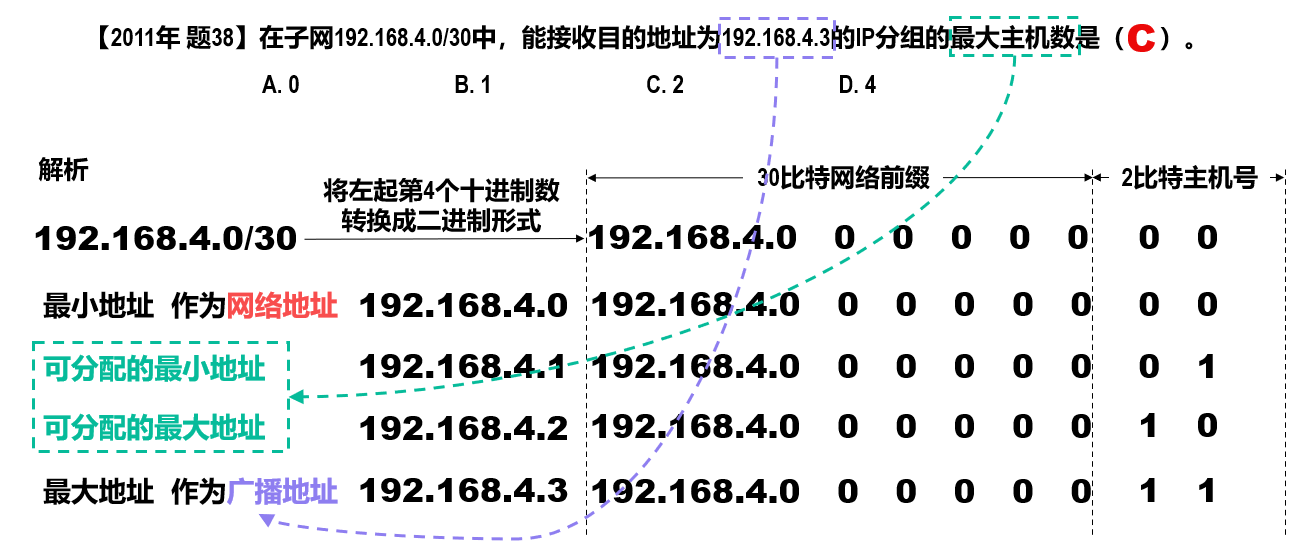 【2011年 题38】在子网192.168.4.0/30中，能接收目的地址为192.168.4.3的IP分组的最大主机数是（C）。
A. 0 B. 1 C. 2 D. 4
解析
将左起第4个十进制数
转换成二进制形式
30比特网络前缀 2比特主机号
192.168.4.0/30 192.168.4.0 0 0 0 0 0 0 0
最小地址 作为网络地址 192.168.4.0 192.168.4.0 0 0 0 0 0 0 0
可分配的最小地址 192.168.4.1 192.168.4.0 0 0 0 0 0 0 1
可分配的最大地址 192.168.4.2 192.168.4.0 0 0 0 0 0 1 0
最大地址 作为广播地址 192.168.4.3 192.168.4.0 0 0 0 0 0 1 1